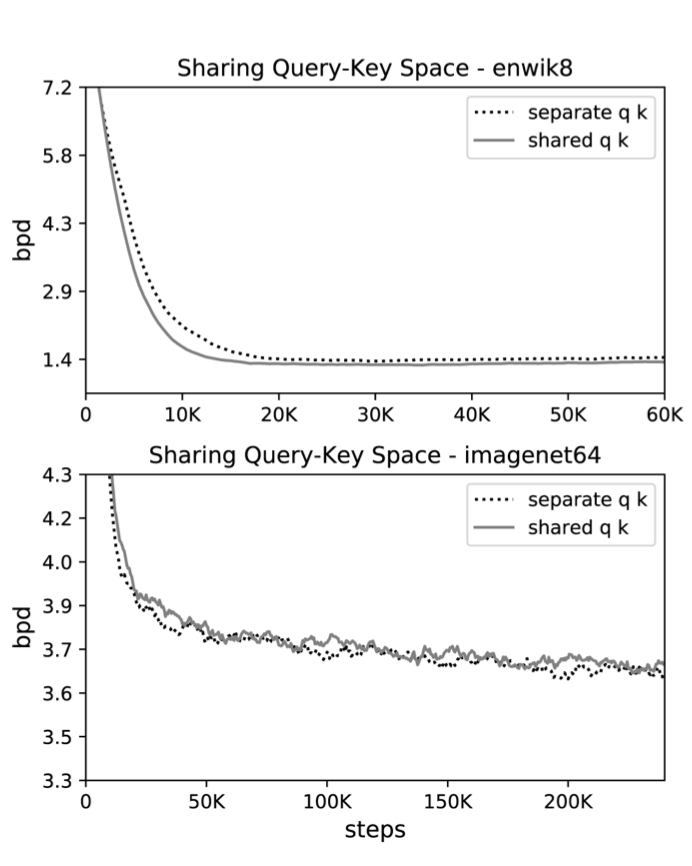 Sharing Query-Key Space - enwik8
7.2
5.8
4.3
2.9
1.4
bpd
separate q k
shared q k
0 10K 20K 30K 40K 50K 60K
Sharing Query-Key Space - imagenet64
4.3
4.2
4.0
3.9
3.7
3.6
3.5
3.3
bpd
separate q k
shared q k
0 50K 100K 150K 200K
steps